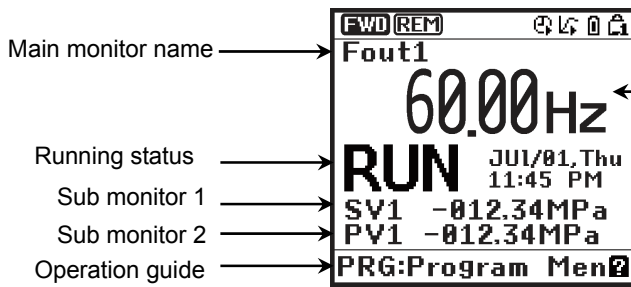 FWD REM
Main monitor name
Fout1
60.00Hz
Running status
RUN
JUl/01,Thu
11:45 PM
Sub monitor 1
SV1 -012.34MPa
Sub monitor 2
PV1 -012.34MPa
Operation guide
PRG:Program Men?